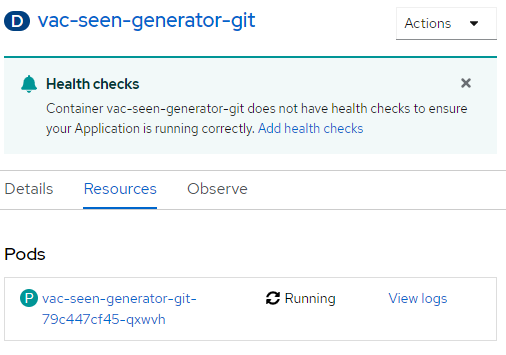 D vac-seen-generator-git
Actions
Health checks
Container vac-seen-generator-git does not have health checks to ensure
your Application is running correctly. Add health checks
Details Resources Observe
Pods
P vac-seen-generator-git- Running View logs
79c447cf45-qxwvh